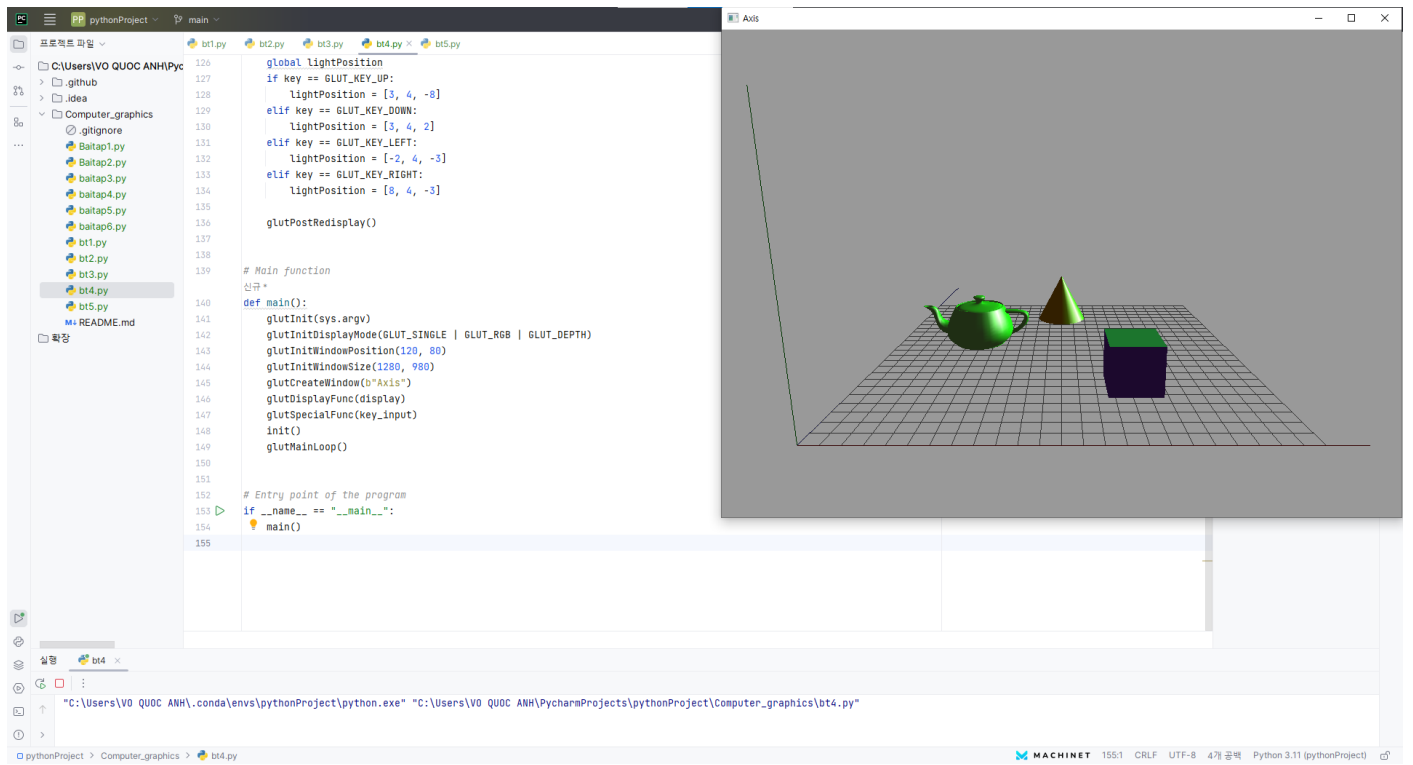 PC PP pythonProject main
Axis
프로젝트 파일
bt1.py bt2.py bt3.py bt4.py bt5.py
C:\Users\VO QUOC ANH\Pyc
.github
.idea
Computer_graphics
.gitignore
Baitap1.py
Baitap2.py
baitap3.py
baitap4.py
baitap5.py
baitap6.py
bt1.py
bt2.py
bt3.py
bt4.py
bt5.py
M↓ README.md
확장
126 global lightPosition
127 if key == GLUT_KEY_UP:
128 lightPosition = [3, 4, -8]
129 elif key == GLUT_KEY_DOWN:
130 lightPosition = [3, 4, 2]
131 elif key == GLUT_KEY_LEFT:
132 lightPosition = [-2, 4, -3]
133 elif key == GLUT_KEY_RIGHT:
134 lightPosition = [8, 4, -3]
135
136 glutPostRedisplay()
137
138
139 # Main function
신규 *
140 def main():
141 glutInit(sys.argv)
142 glutInitDisplayMode(GLUT_SINGLE | GLUT_RGB | GLUT_DEPTH)
143 glutInitWindowPosition(120, 80)
144 glutInitWindowSize(1280, 980)
145 glutCreateWindow(b"Axis")
146 glutDisplayFunc(display)
147 glutSpecialFunc(key_input)
148 init()
149 glutMainLoop()
150
151
152 # Entry point of the program
153 if __name__ == "__main__":
154 main()
155
실행 bt4
"C:\Users\VO QUOC ANH\.conda\envs\pythonProject\python.exe" "C:\Users\VO QUOC ANH\PycharmProjects\pythonProject\Computer_graphics\bt4.py"
pythonProject > Computer_graphics > bt4.py
MACHINET 155:1 CRLF UTF-8 4개 공백 Python 3.11 (pythonProject)